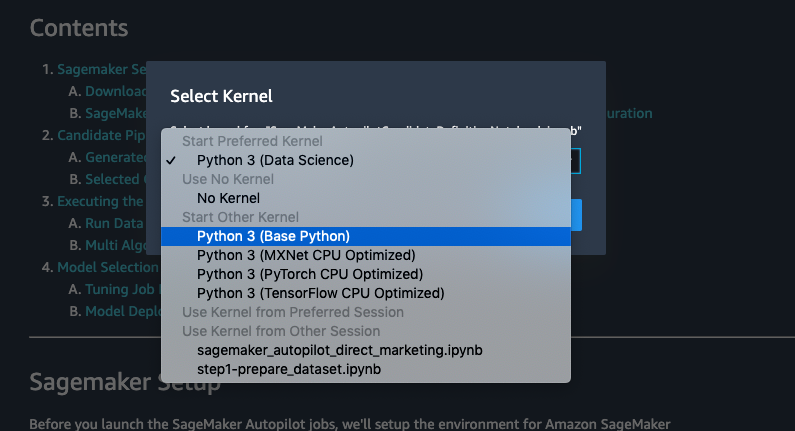 Contents
1. Sagemaker Se
A. Download
B. SageMake
uration
2. Candidate Pip
A. Generated
B. Selected
3. Executing the
A. Run Data
B. Multi Algo
4. Model Selection
A. Tuning Job
B. Model Depl
Select Kernel
Start Preferred Kernel
✓ Python 3 (Data Science)
Use No Kernel
No Kernel
Start Other Kernel
Python 3 (Base Python)
Python 3 (MXNet CPU Optimized)
Python 3 (PyTorch CPU Optimized)
Python 3 (TensorFlow CPU Optimized)
Use Kernel from Preferred Session
Use Kernel from Other Session
sagemaker_autopilot_direct_marketing.ipynb
step1-prepare_dataset.ipynb
Sagemaker Setup
Before you launch the SageMaker Autopilot jobs, we'll setup the environment for Amazon SageMaker